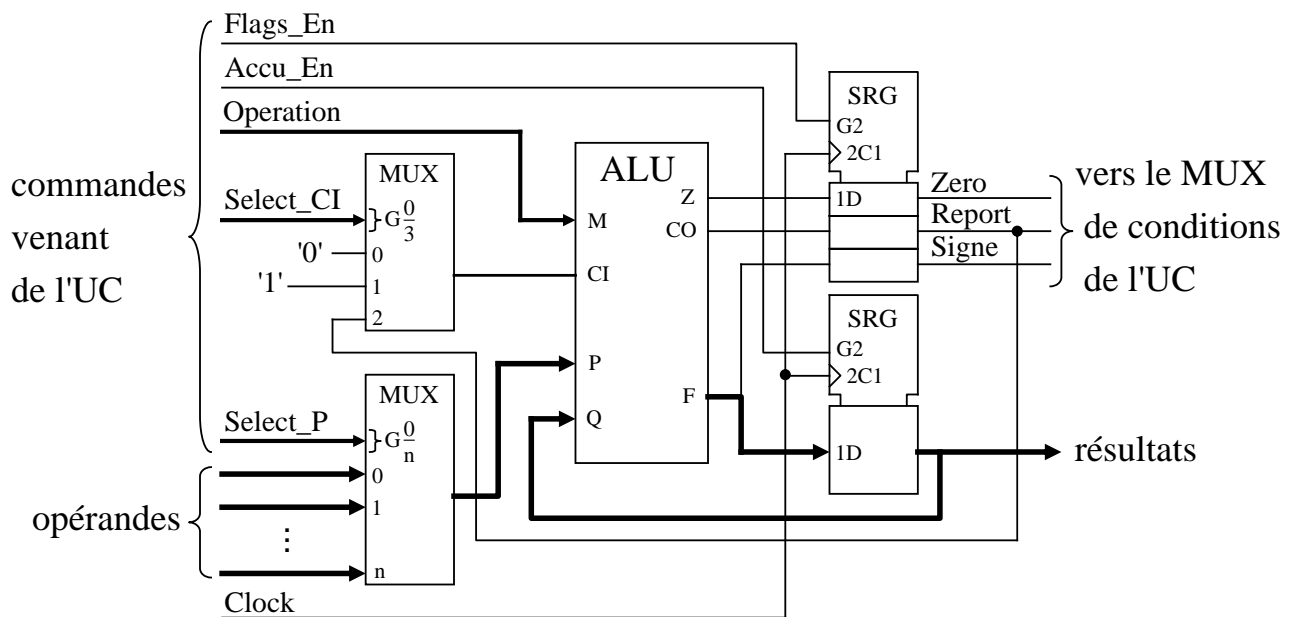 Flags_En
Accu_En
Operation
commandes
venant
de l'UC
Select_CI
'0'
'1'
MUX
G 0/3
0
1
2
Select_P
opérandes
MUX
G 0/n
0
1
⋮
n
Clock
ALU
M
CI
P
Q
Z
CO
F
SRG
G2
2C1
1D
Zero
Report
Signe
vers le MUX
de conditions
de l'UC
SRG
G2
2C1
1D
résultats